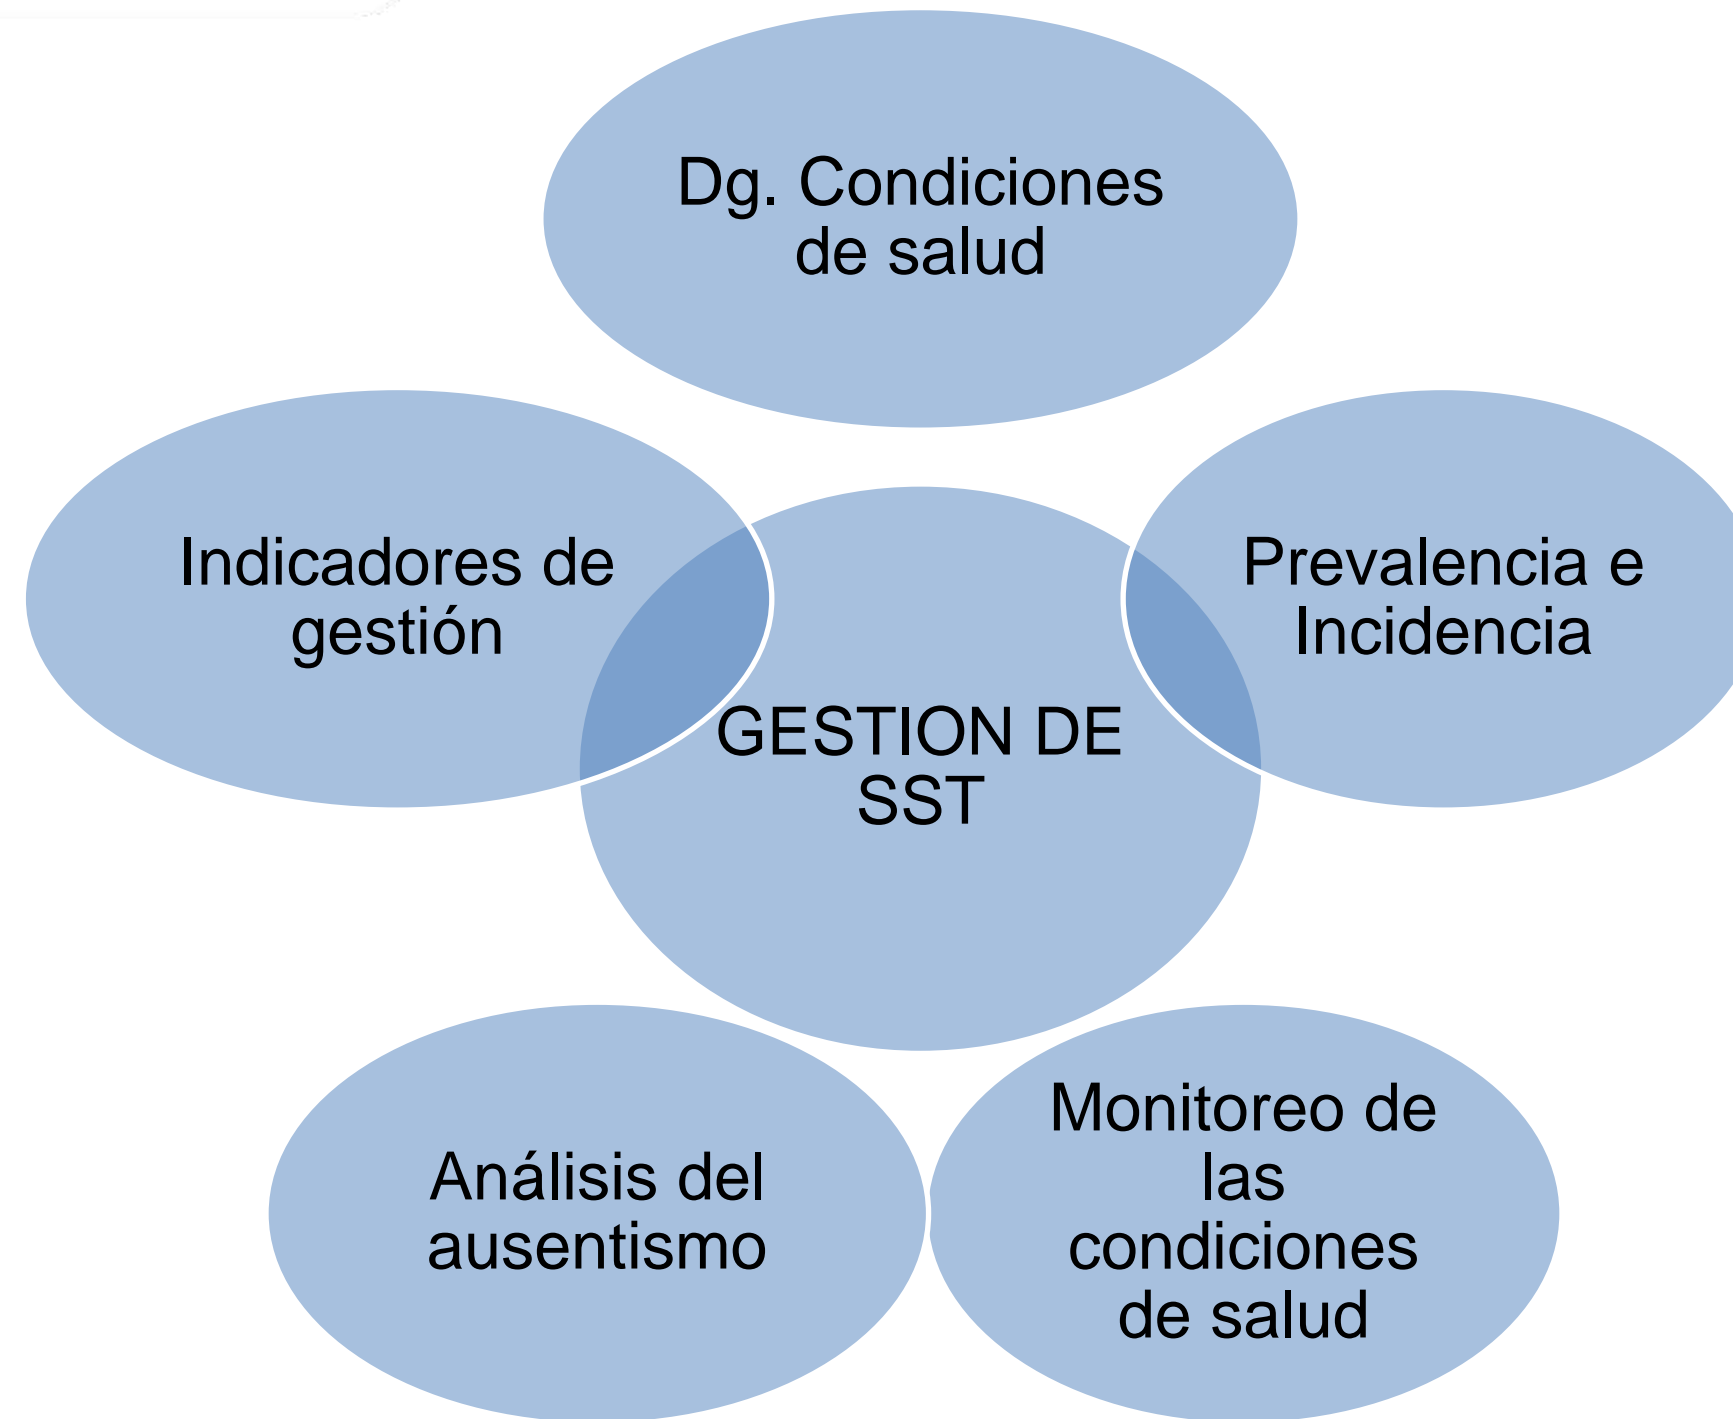 Dg. Condiciones
de salud
Indicadores de
gestión
Prevalencia e
Incidencia
GESTION DE
SST
Análisis del
ausentismo
Monitoreo de
las
condiciones
de salud